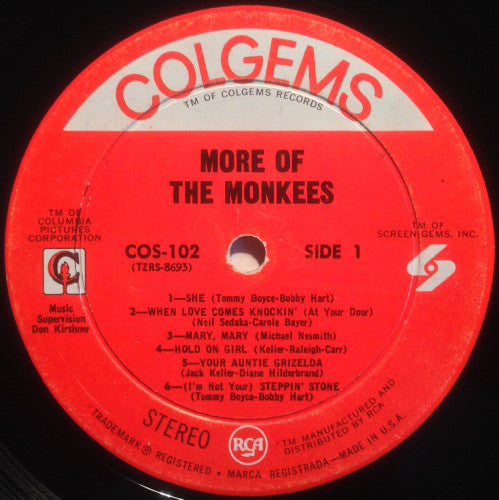 COLGEMS
TM OF COLGEMS RECORDS
MORE OF
THE MONKEES
TM OF
COLUMBIA
PICTURES
CORPORATION
TM OF
SCREEN GEMS, INC.
COS-102
(TZRS-8693)
SIDE 1
Music
Supervision
Don Kirshner
1—SHE (Tommy Boyce-Bobby Hart)
2—WHEN LOVE COMES KNOCKIN' (At Your Door)
(Neil Sedaka-Carole Bayer)
3—MARY, MARY (Michael Nesmith)
4—HOLD ON GIRL (Keller-Raleigh-Carr)
5—YOUR AUNTIE GRIZELDA
(Jack Keller-Diane Hilderbrand)
6—(I'm Not Your) STEPPIN' STONE
(Tommy Boyce-Bobby Hart)
STEREO
RCA
TM MANUFACTURED AND
DISTRIBUTED BY RCA
TRADEMARK ® REGISTERED • MARCA REGISTRADA—MADE IN U.S.A.